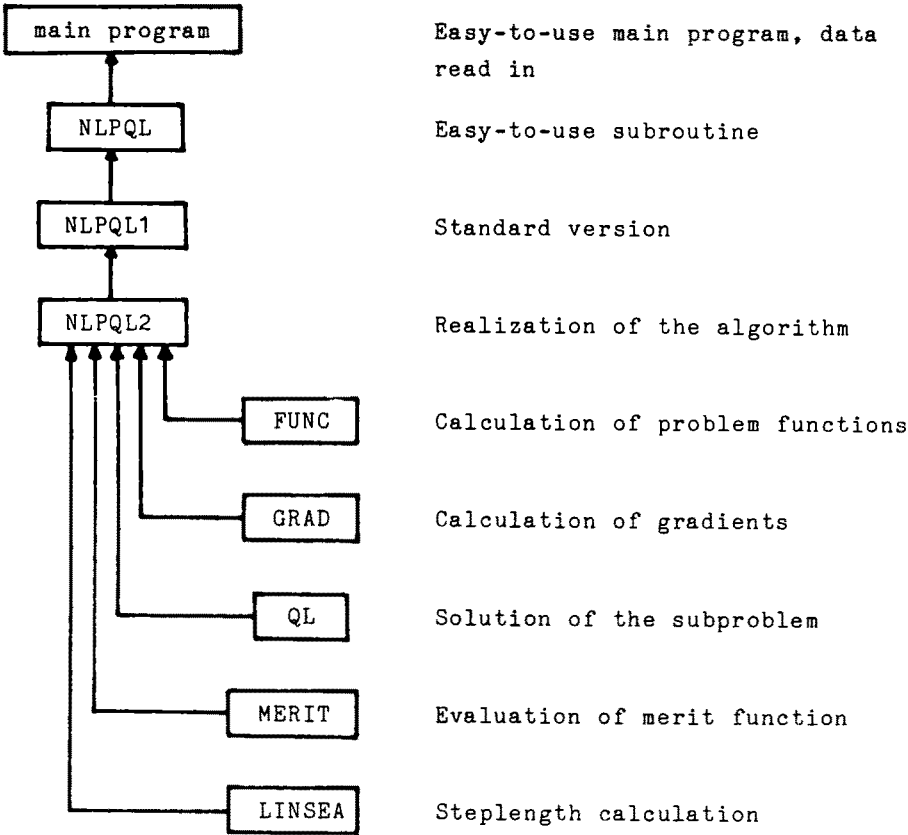 main program
Easy-to-use main program, data
read in
NLPQL
Easy-to-use subroutine
NLPQL1
Standard version
NLPQL2
Realization of the algorithm
FUNC
Calculation of problem functions
GRAD
Calculation of gradients
QL
Solution of the subproblem
MERIT
Evaluation of merit function
LINSEA
Steplength calculation